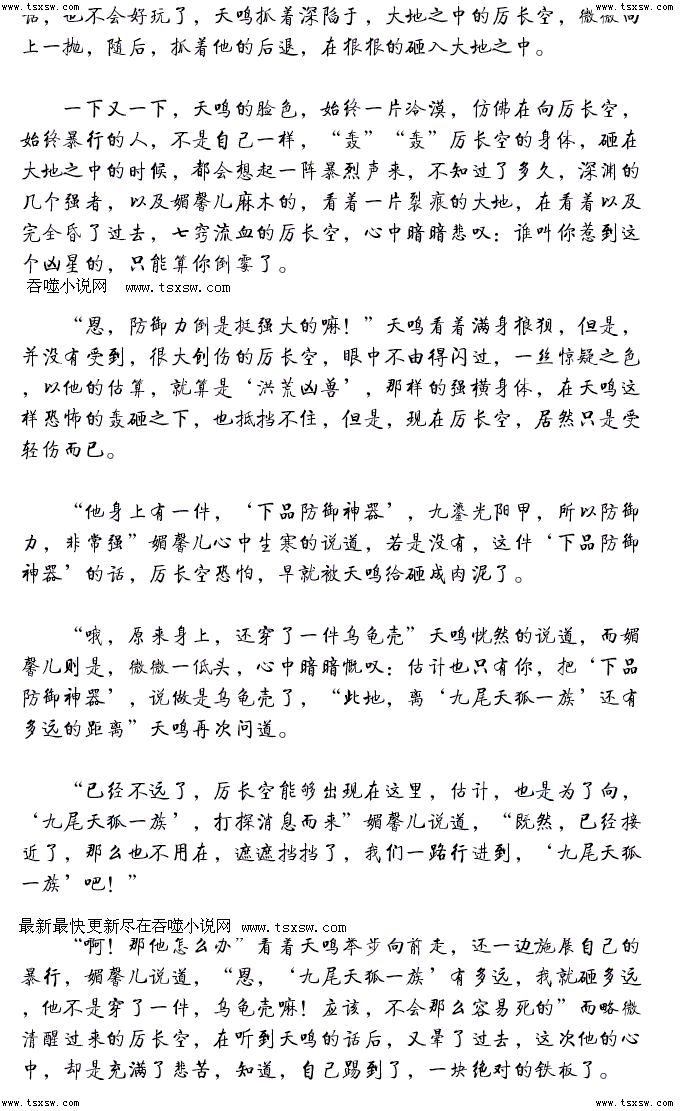 www.tsxsw.com www.tsxsw.com www.tsxsw.com
话，也不会好玩了，天鸣抓着深陷于，大地之中的厉长空，微微向
上一抛，随后，抓着他的后退，在狠狠的砸入大地之中。
一下又一下，天鸣的脸色，始终一片冷漠，仿佛在向厉长空，
始终暴行的人，不是自己一样，“轰”“轰”厉长空的身体，砸在
大地之中的时候，都会想起一阵暴烈声来，不知过了多久，深渊的
几个强者，以及媚馨儿麻木的，看着一片裂痕的大地，在看着以及
完全昏了过去，七窍流血的厉长空，心中暗暗悲叹：谁叫你惹到这
个凶星的，只能算你倒霉了。
吞噬小说网 www.tsxsw.com
“恩，防御力倒是挺强大的嘛！”天鸣看着满身狼狈，但是，
并没有受到，很大创伤的厉长空，眼中不由得闪过，一丝惊疑之色
，以他的估算，就算是‘洪荒凶兽’，那样的强横身体，在天鸣这
样恐怖的轰砸之下，也抵挡不住，但是，现在厉长空，居然只是受
轻伤而已。
“他身上有一件，‘下品防御神器’，九鎏光阳甲，所以防御
力，非常强”媚馨儿心中生寒的说道，若是没有，这件‘下品防御
神器’的话，厉长空恐怕，早就被天鸣给砸成肉泥了。
“哦，原来身上，还穿了一件乌龟壳”天鸣恍然的说道，而媚
馨儿则是，微微一低头，心中暗暗慨叹：估计也只有你，把‘下品
防御神器’，说做是乌龟壳了，“此地，离‘九尾天狐一族’还有
多远的距离”天鸣再次问道。
“已经不远了，厉长空能够出现在这里，估计，也是为了向，
‘九尾天狐一族’，打探消息而来”媚馨儿说道，“既然，已经接
近了，那么也不用在，遮遮挡挡了，我们一路行进到，‘九尾天狐
一族’吧！”
最新最快更新尽在吞噬小说网 www.tsxsw.com
“啊！那他怎么办”看着天鸣举步向前走，还一边施展自己的
暴行，媚馨儿说道，“恩，‘九尾天狐一族’有多远，我就砸多远
，他不是穿了一件，乌龟壳嘛！应该，不会那么容易死的”而略微
清醒过来的厉长空，在听到天鸣的话后，又晕了过去，这次他的心
中，却是充满了悲苦，知道，自己踢到了，一块绝对的铁板了。
www.tsxsw.com www.tsxsw.com www.tsxsw.com